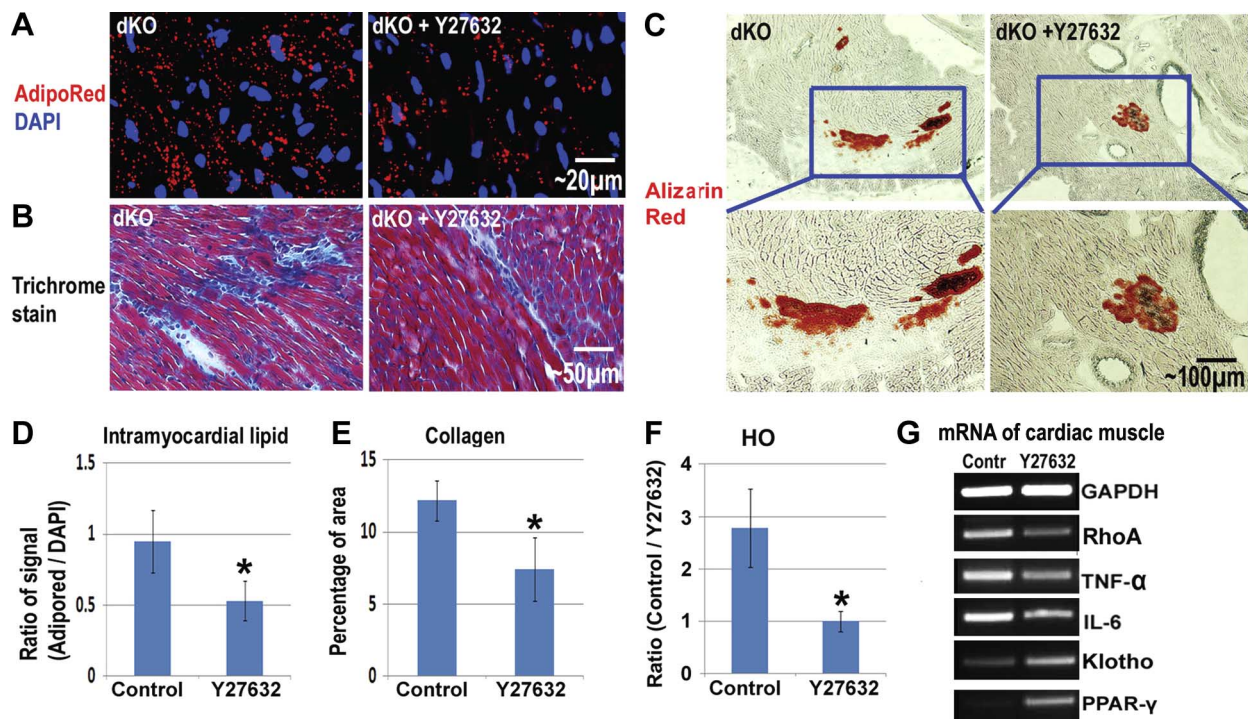 A
dKO
dKO + Y27632
AdipoRed
DAPI
~20µm
B
dKO
dKO + Y27632
Trichrome
stain
~50µm
C
dKO
dKO +Y27632
Alizarin
Red
~100µm
D
Intramyocardial lipid
Ratio of signal
(Adipored / DAPI)
1.5
1
0.5
0
Control
Y27632
*
E
Collagen
Percentage of area
15
10
5
0
Control
Y27632
*
F
HO
Ratio (Control / Y27632)
4
3
2
1
0
Control
Y27632
*
G
mRNA of cardiac muscle
Contr Y27632
GAPDH
RhoA
TNF-α
IL-6
Klotho
PPAR-γ